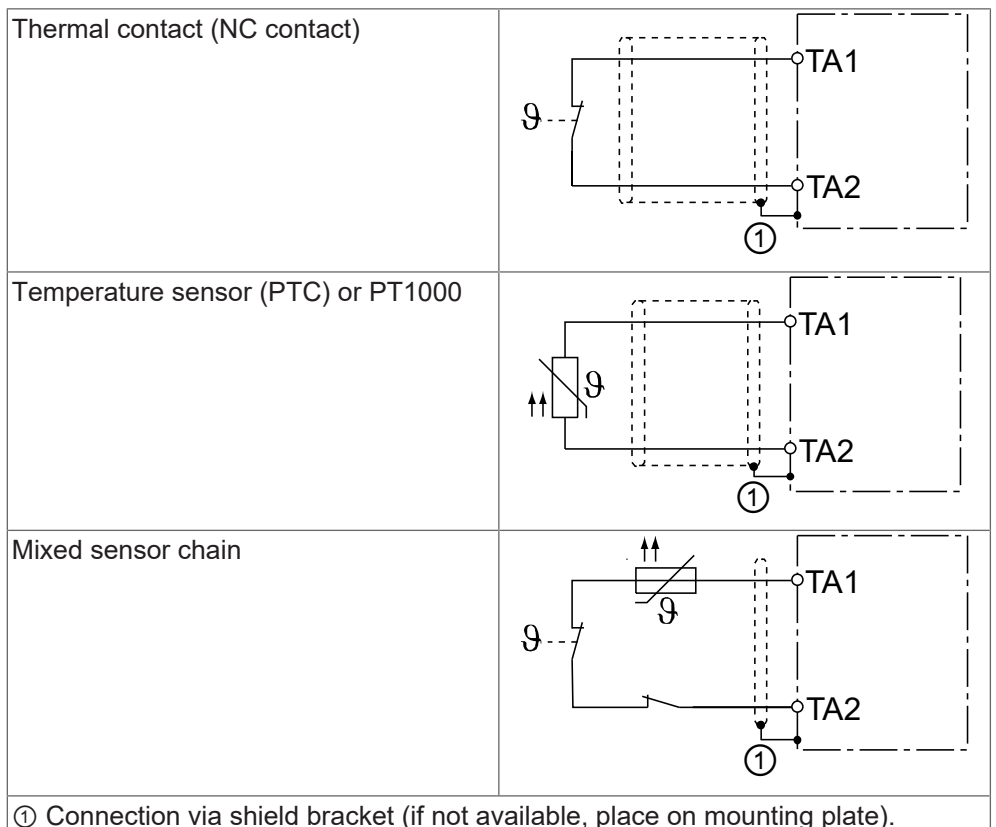 Thermal contact (NC contact)
TA1
ϑ
TA2
①
Temperature sensor (PTC) or PT1000
TA1
ϑ
TA2
①
Mixed sensor chain
TA1
ϑ
ϑ
TA2
①
① Connection via shield bracket (if not available, place on mounting plate).